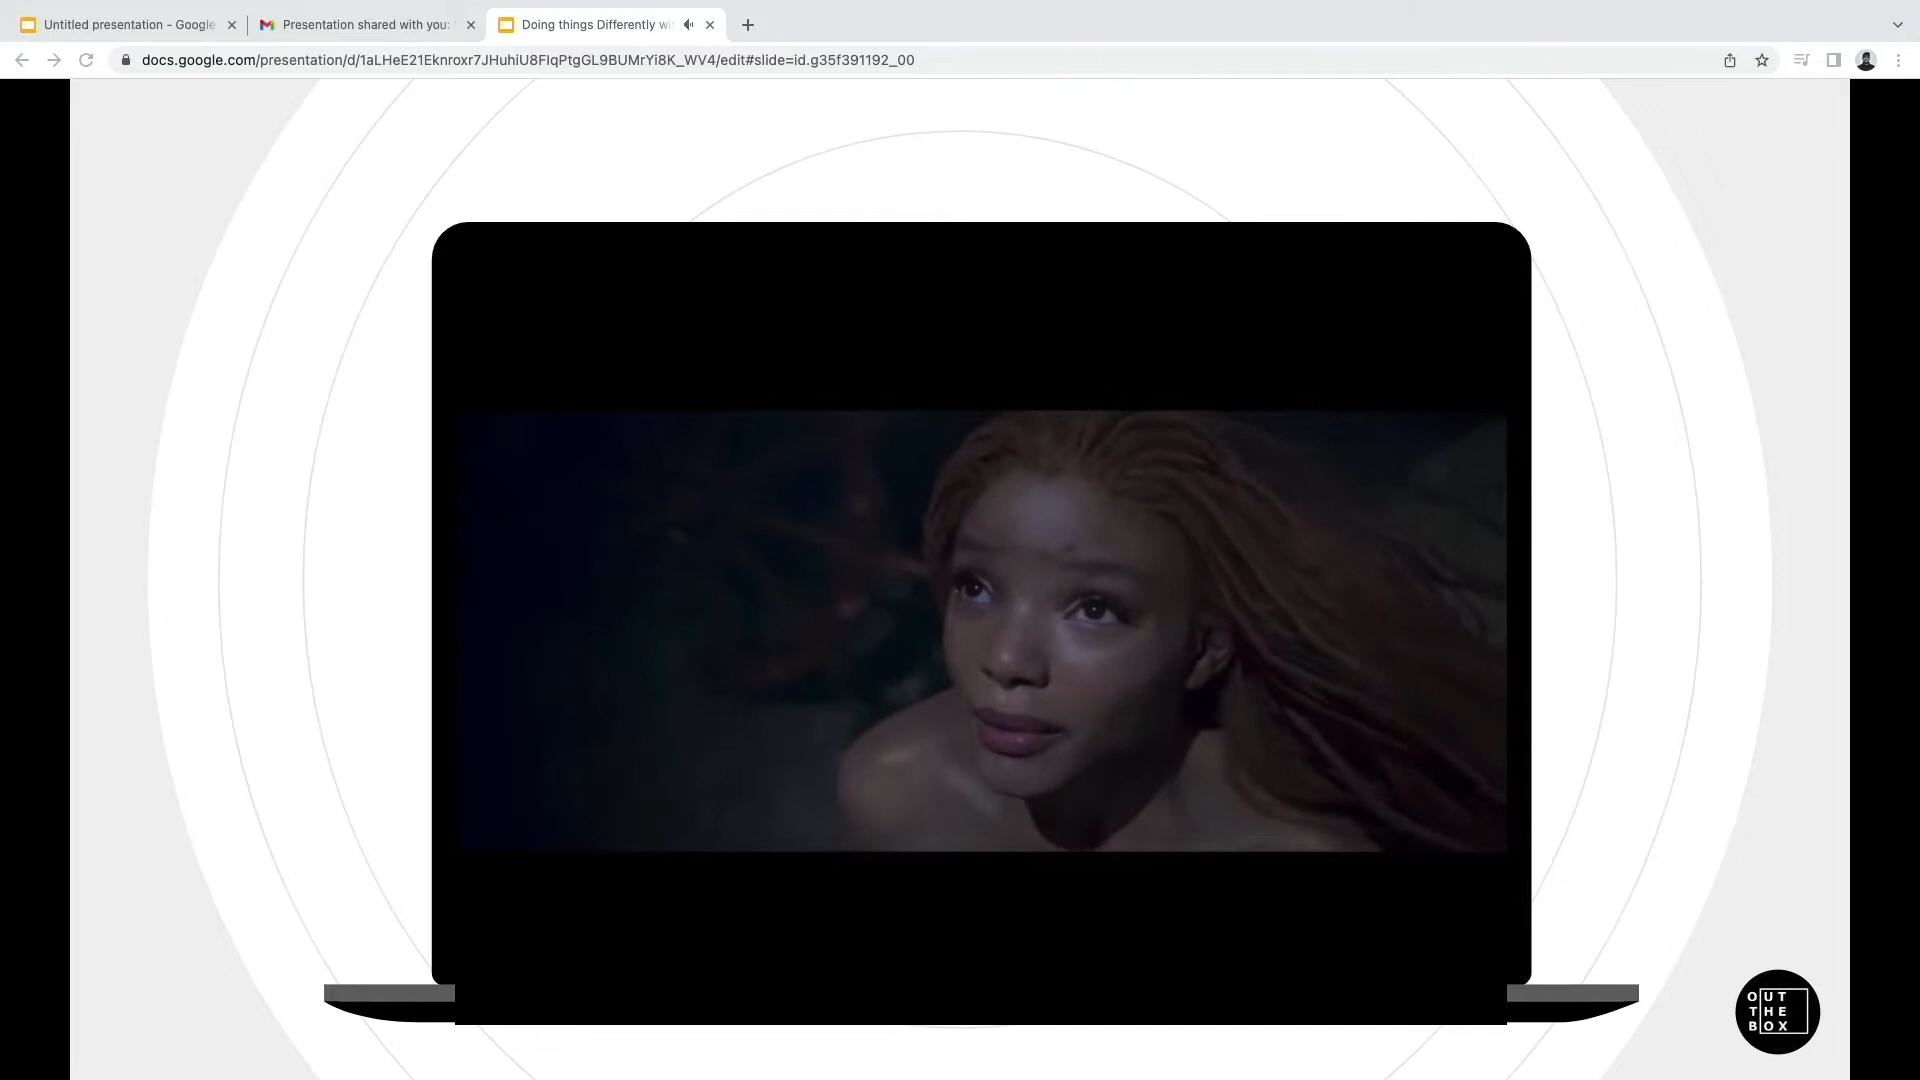 Untitled presentation - Google
Presentation shared with you:
Doing things Differently wi
docs.google.com/presentation/d/1aLHeE21Eknroxr7JHuhiU8FIqPtgGL9BUMrYi8K_WV4/edit#slide=id.g35f391192_00
OUT
THE
BOX